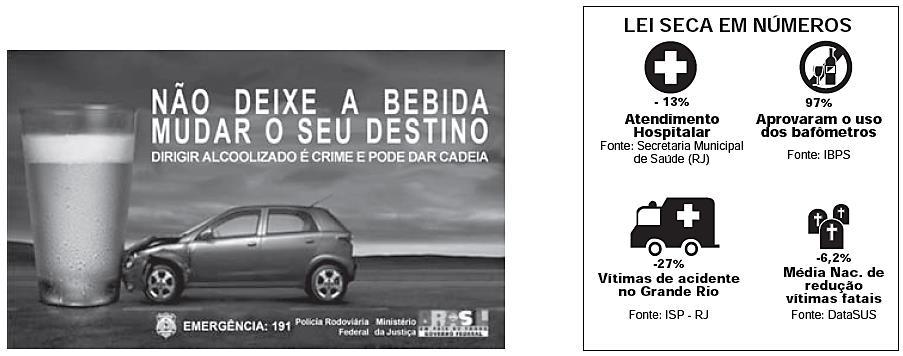 NÃO DEIXE A BEBIDA
MUDAR O SEU DESTINO
DIRIGIR ALCOOLIZADO É CRIME E PODE DAR CADEIA
EMERGÊNCIA: 191
Polícia Rodoviária
Federal
Ministério
da Justiça
LEI SECA EM NÚMEROS
- 13%
Atendimento
Hospitalar
Fonte: Secretaria Municipal
de Saúde (RJ)
97%
Aprovaram o uso
dos bafômetros
Fonte: IBPS
-27%
Vítimas de acidente
no Grande Rio
Fonte: ISP - RJ
-6,2%
Média Nac. de
redução
vítimas fatais
Fonte: DataSUS